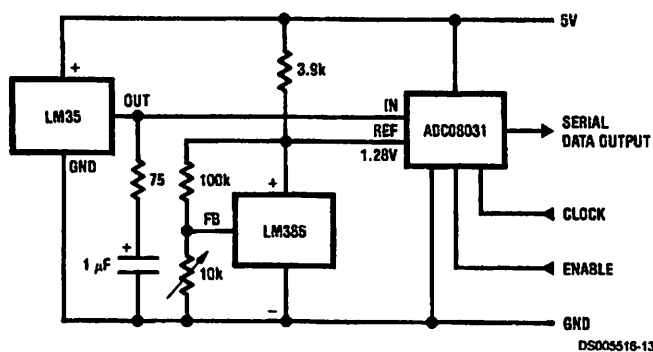 5V
+
3.9k
LM35
OUT
IN
REF
1.28V
ADC08031
SERIAL
DATA OUTPUT
GND
75
100k
+
FB
LM386
CLOCK
+
1 µF
10k
ENABLE
−
GND
DS005516-13